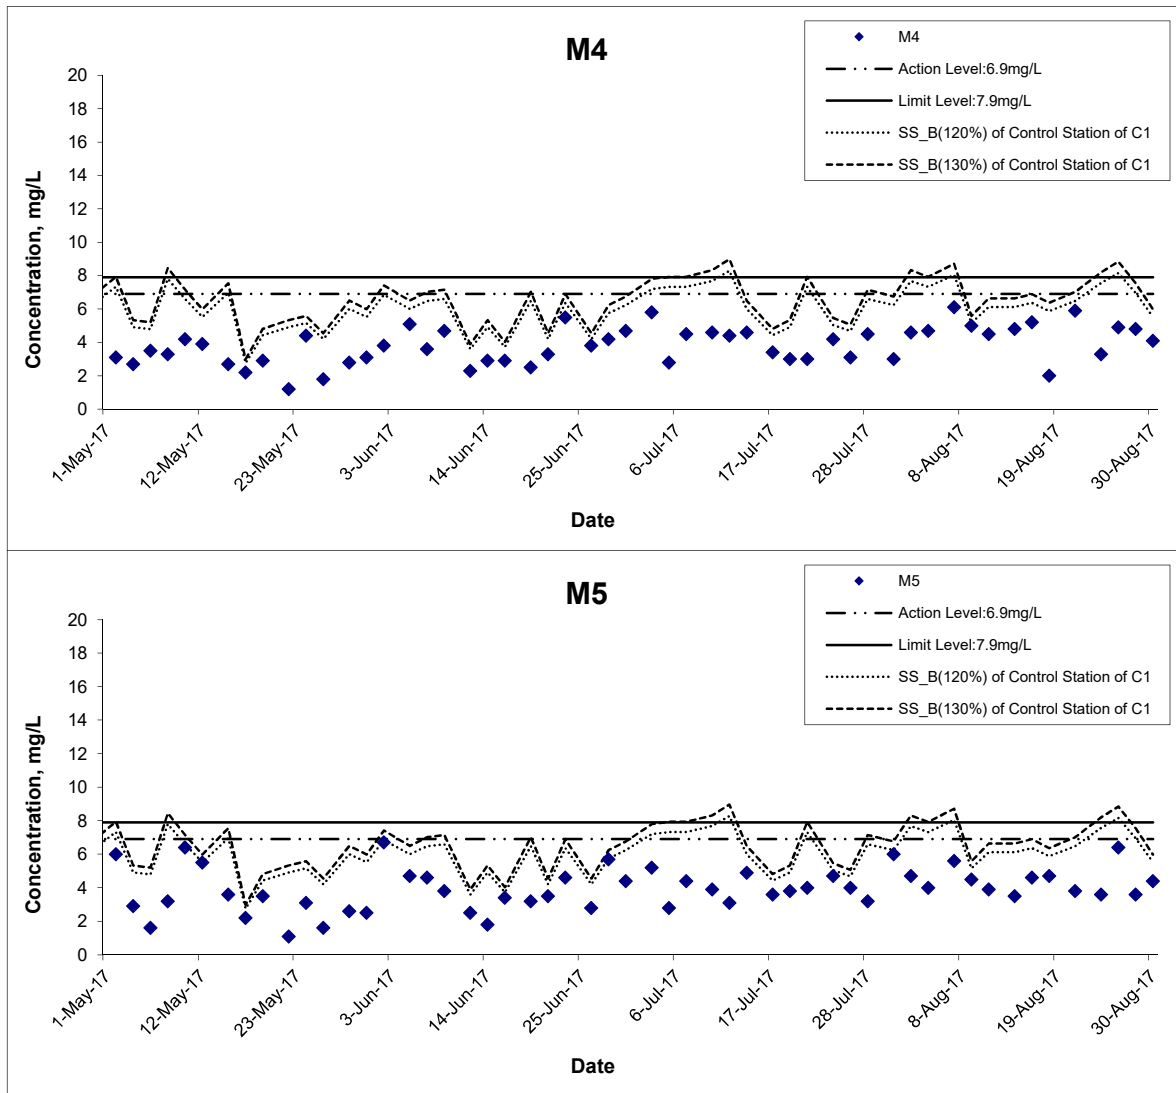 M4
M4
Action Level:6.9mg/L
Limit Level:7.9mg/L
SS_B(120%) of Control Station of C1
SS_B(130%) of Control Station of C1
Concentration, mg/L
20
18
16
14
12
10
8
6
4
2
0
1-May-17
12-May-17
23-May-17
3-Jun-17
14-Jun-17
25-Jun-17
6-Jul-17
17-Jul-17
28-Jul-17
8-Aug-17
19-Aug-17
30-Aug-17
Date
M5
M5
Action Level:6.9mg/L
Limit Level:7.9mg/L
SS_B(120%) of Control Station of C1
SS_B(130%) of Control Station of C1
Concentration, mg/L
20
18
16
14
12
10
8
6
4
2
0
1-May-17
12-May-17
23-May-17
3-Jun-17
14-Jun-17
25-Jun-17
6-Jul-17
17-Jul-17
28-Jul-17
8-Aug-17
19-Aug-17
30-Aug-17
Date